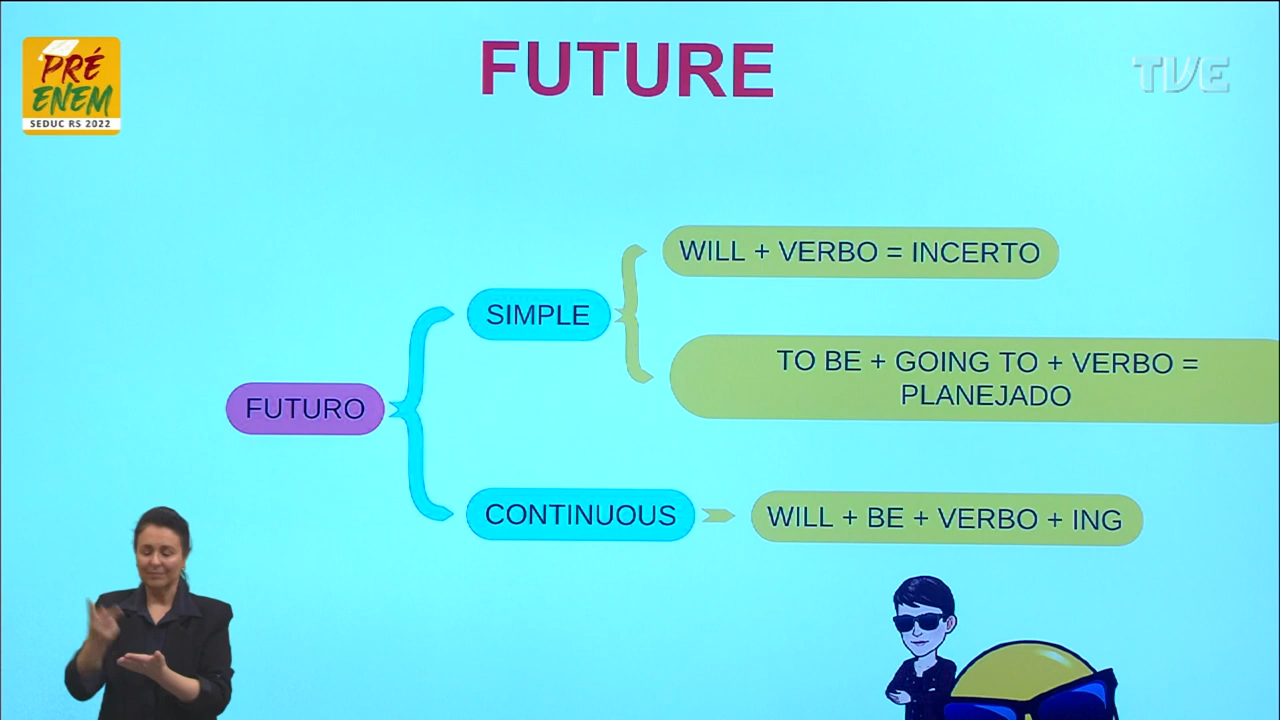 PRÉ
ENEM
SEDUC RS 2022
FUTURE
TVE
WILL + VERBO = INCERTO
SIMPLE
TO BE + GOING TO + VERBO =
PLANEJADO
FUTURO
CONTINUOUS
WILL + BE + VERBO + ING